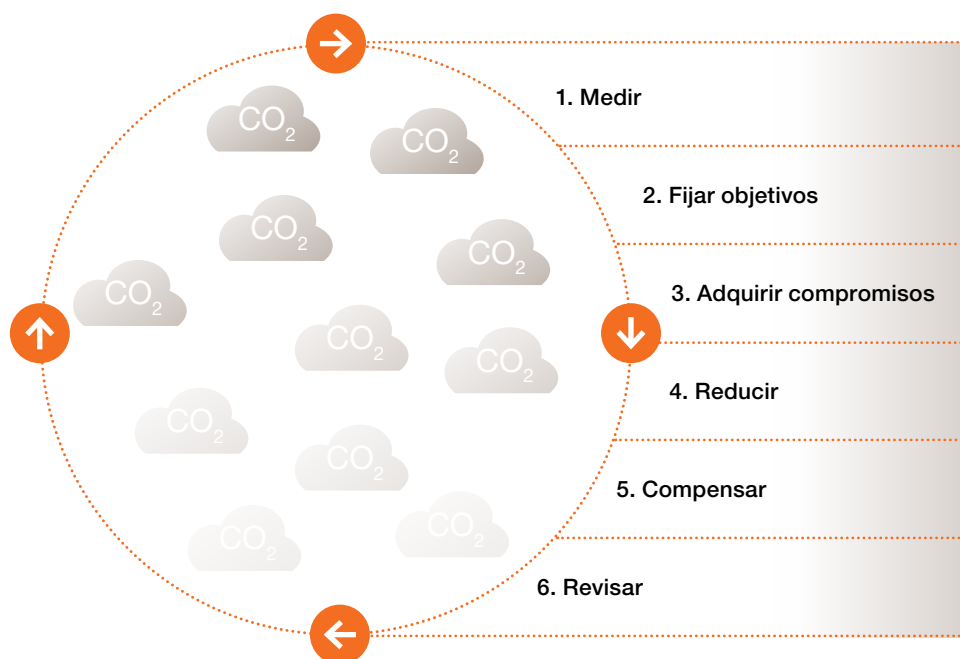 CO2
CO2
1. Medir
2. Fijar objetivos
CO2
CO2
CO2
3. Adquirir compromisos
CO2
CO2
4. Reducir
CO2
CO2
5. Compensar
CO2
CO2
6. Revisar